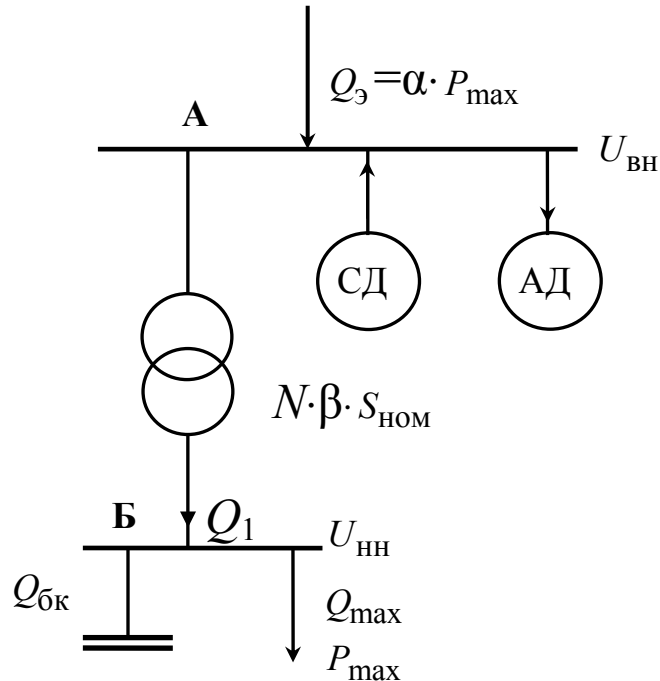 Qэ=α· Pmax
А
Uвн
СД
АД
N·β· Sном
Б
Q1
Uнн
Qбк
Qmax
Pmax